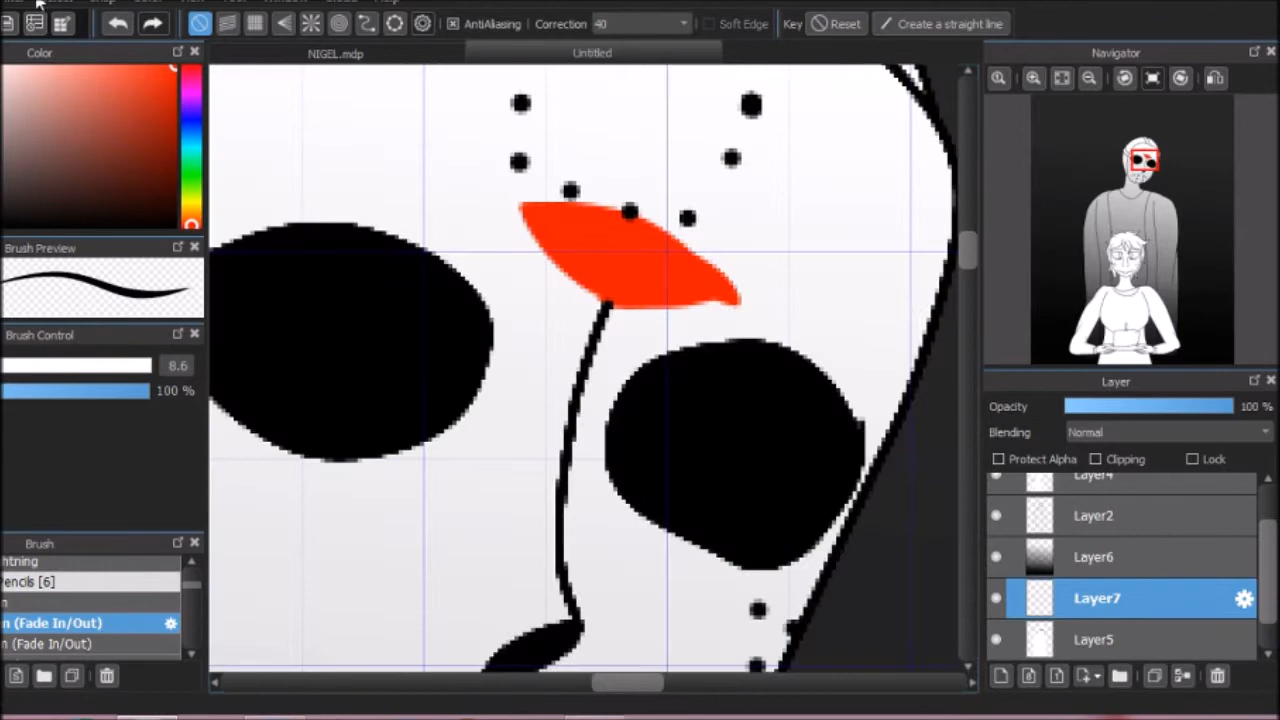 AntiAliasing Correction 40 Soft Edge Key Reset Create a straight line
Color
NIGEL.mdp
Untitled
Navigator
Brush Preview
Brush Control
8.6
100 %
Layer
Opacity 100 %
Blending Normal
Protect Alpha Clipping Lock
Layer4
Layer2
Layer6
Layer7
Layer5
Brush
htning
Pencils [6]
n
n (Fade In/Out)
n (Fade In/Out)